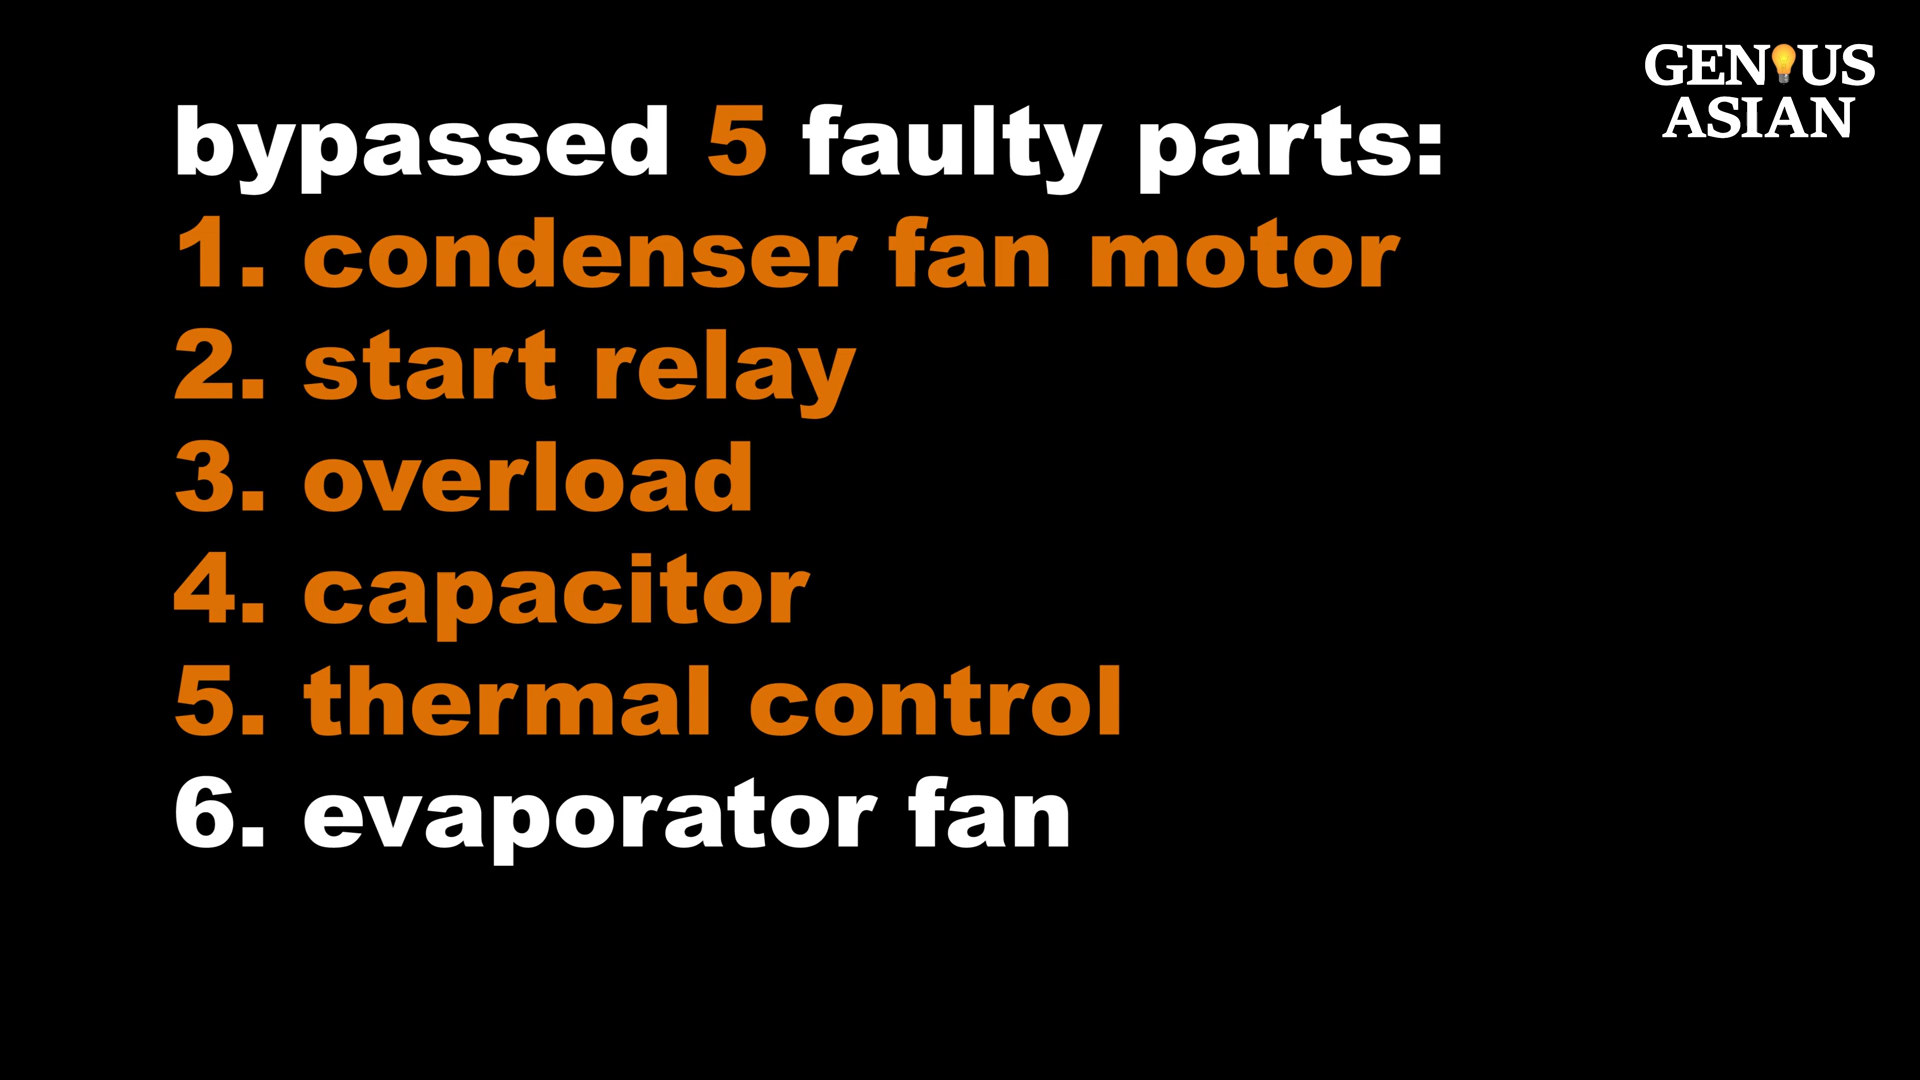 GENIUS
ASIAN
bypassed 5 faulty parts:
1. condenser fan motor
2. start relay
3. overload
4. capacitor
5. thermal control
6. evaporator fan